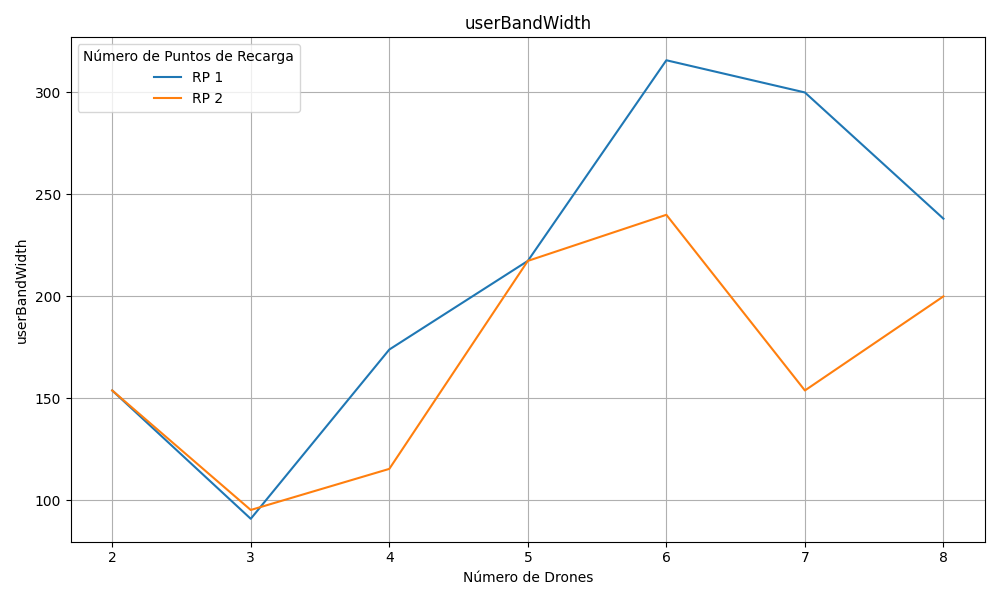 userBandWidth
Número de Puntos de Recarga
RP 1
RP 2
userBandWidth
300
250
200
150
100
2 3 4 5 6 7 8
Número de Drones